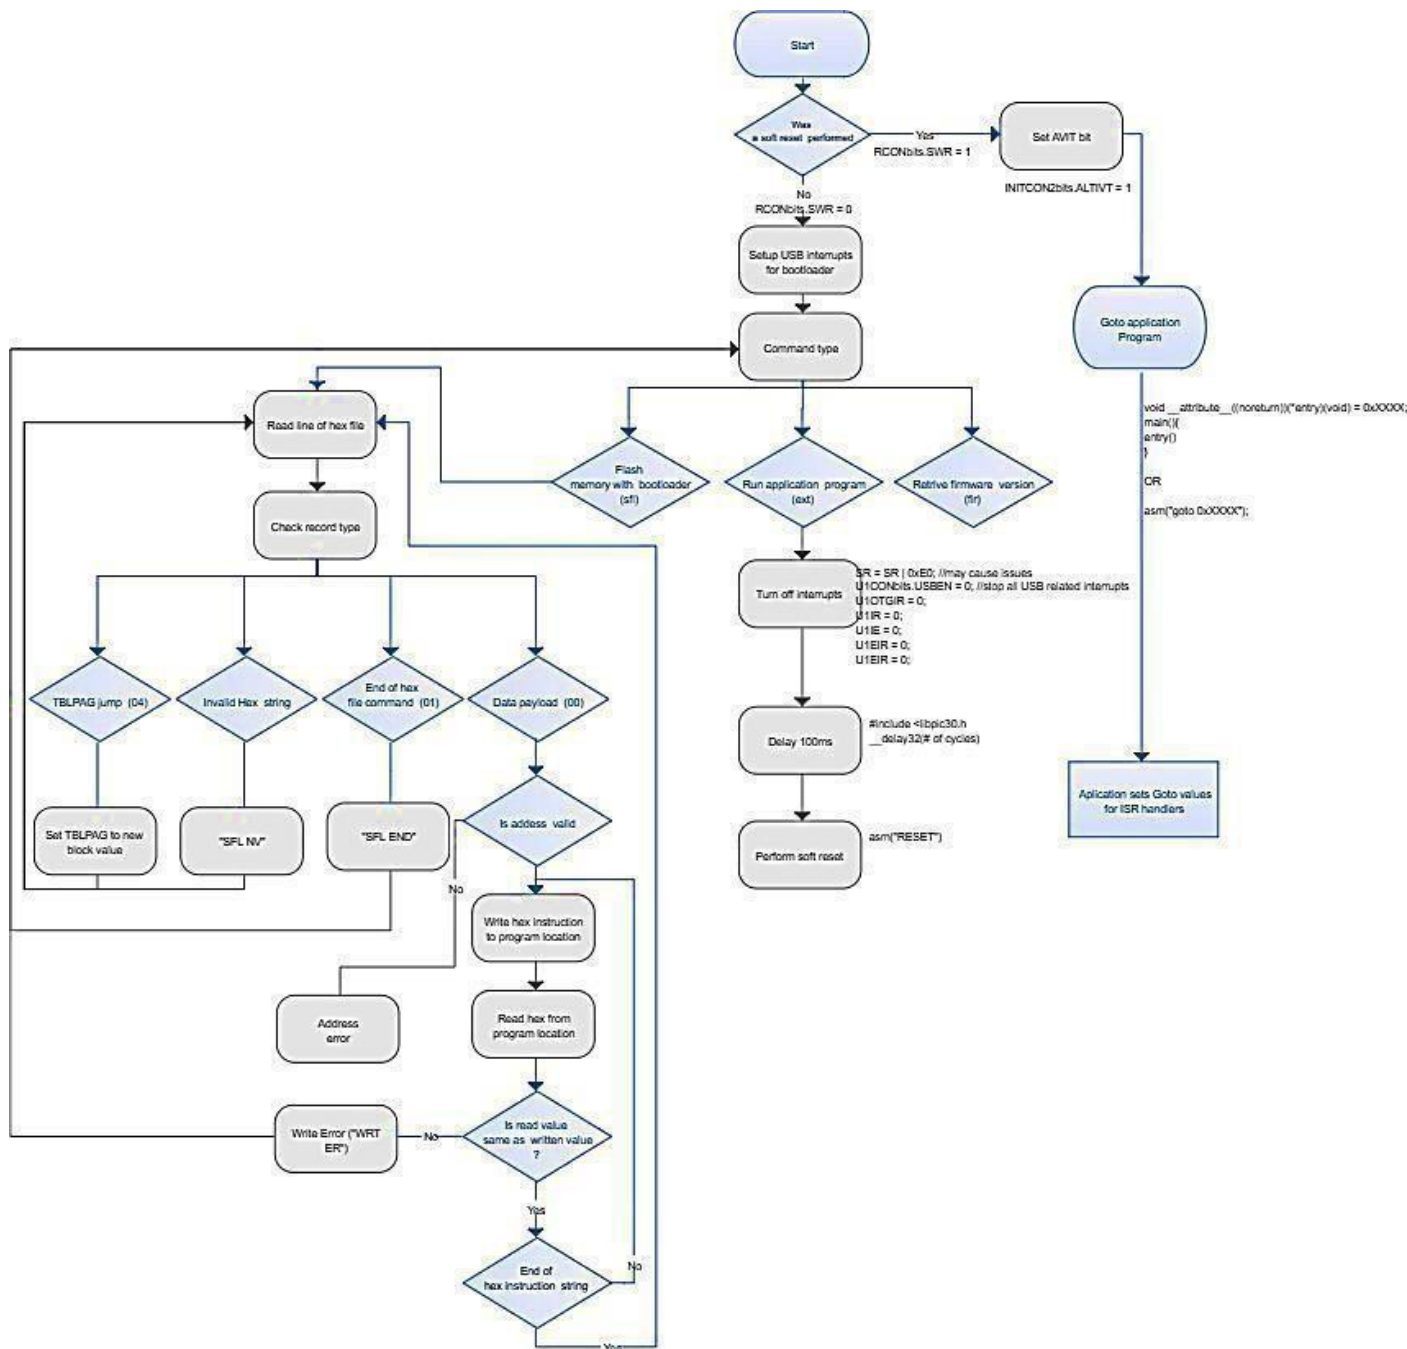 Start
Was
a soft reset performed
Yes
RCONbits.SWR = 1
Set AVIT bit
INITCON2bits.ALTIVT = 1
No
RCONbits.SWR = 0
Setup USB interrupts
for bootloader
Command type
Goto application
Program
void __attribute__((noreturn))(*entry)(void) = 0xXXXX;
main(){
entry()
}
OR
asm("goto 0xXXXX");
Read line of hex file
Flash
memory with bootloader
(sfl)
Run application program
(ext)
Retrive firmware version
(fir)
Check record type
Turn off interrupts
SR = SR | 0xE0; //may cause issues
U1CONbits.USBEN = 0; //stop all USB related interrupts
U1OTGIR = 0;
U1IR = 0;
U1IE = 0;
U1EIR = 0;
U1EIR = 0;
TBLPAG jump (04)
Invalid Hex string
End of hex
file command (01)
Data payload (00)
Delay 100ms
#include <libpic30.h
__delay32(# of cycles)
Aplication sets Goto values
for ISR handlers
Set TBLPAG to new
block value
"SFL NV"
"SFL END"
Is addess valid
Perform soft reset
asm("RESET")
No
Write hex instruction
to program location
Address
error
Read hex from
program location
Write Error ("WRT
ER")
No
Is read value
same as written value
?
Yes
End of
hex instruction string
No
Yes